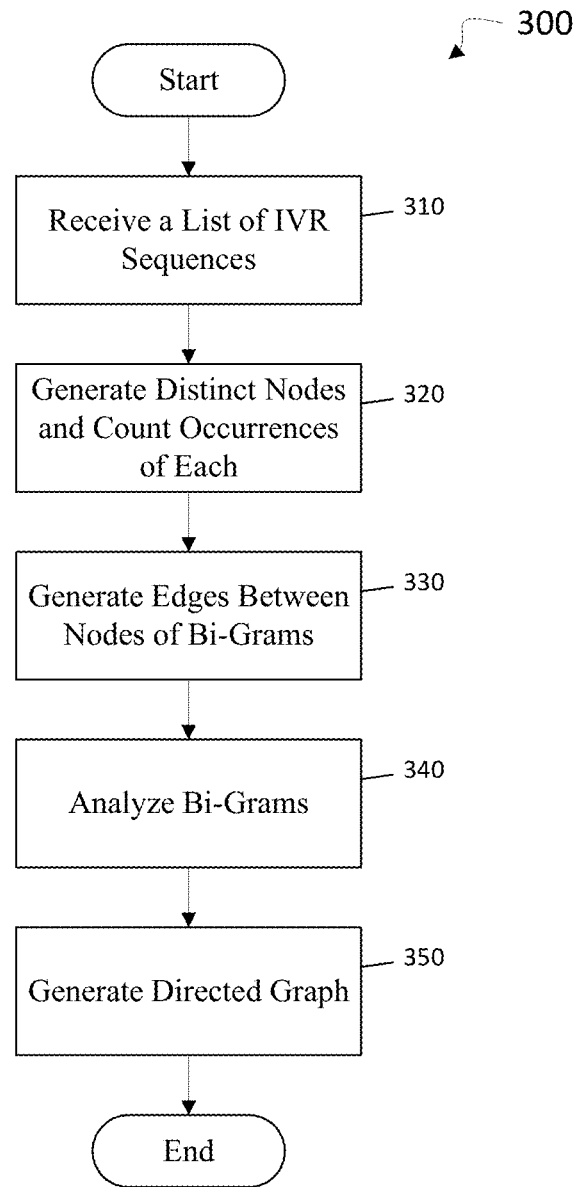 300
Start
Receive a List of IVR
Sequences
310
Generate Distinct Nodes
and Count Occurrences
of Each
320
Generate Edges Between
Nodes of Bi-Grams
330
Analyze Bi-Grams
340
Generate Directed Graph
350
End